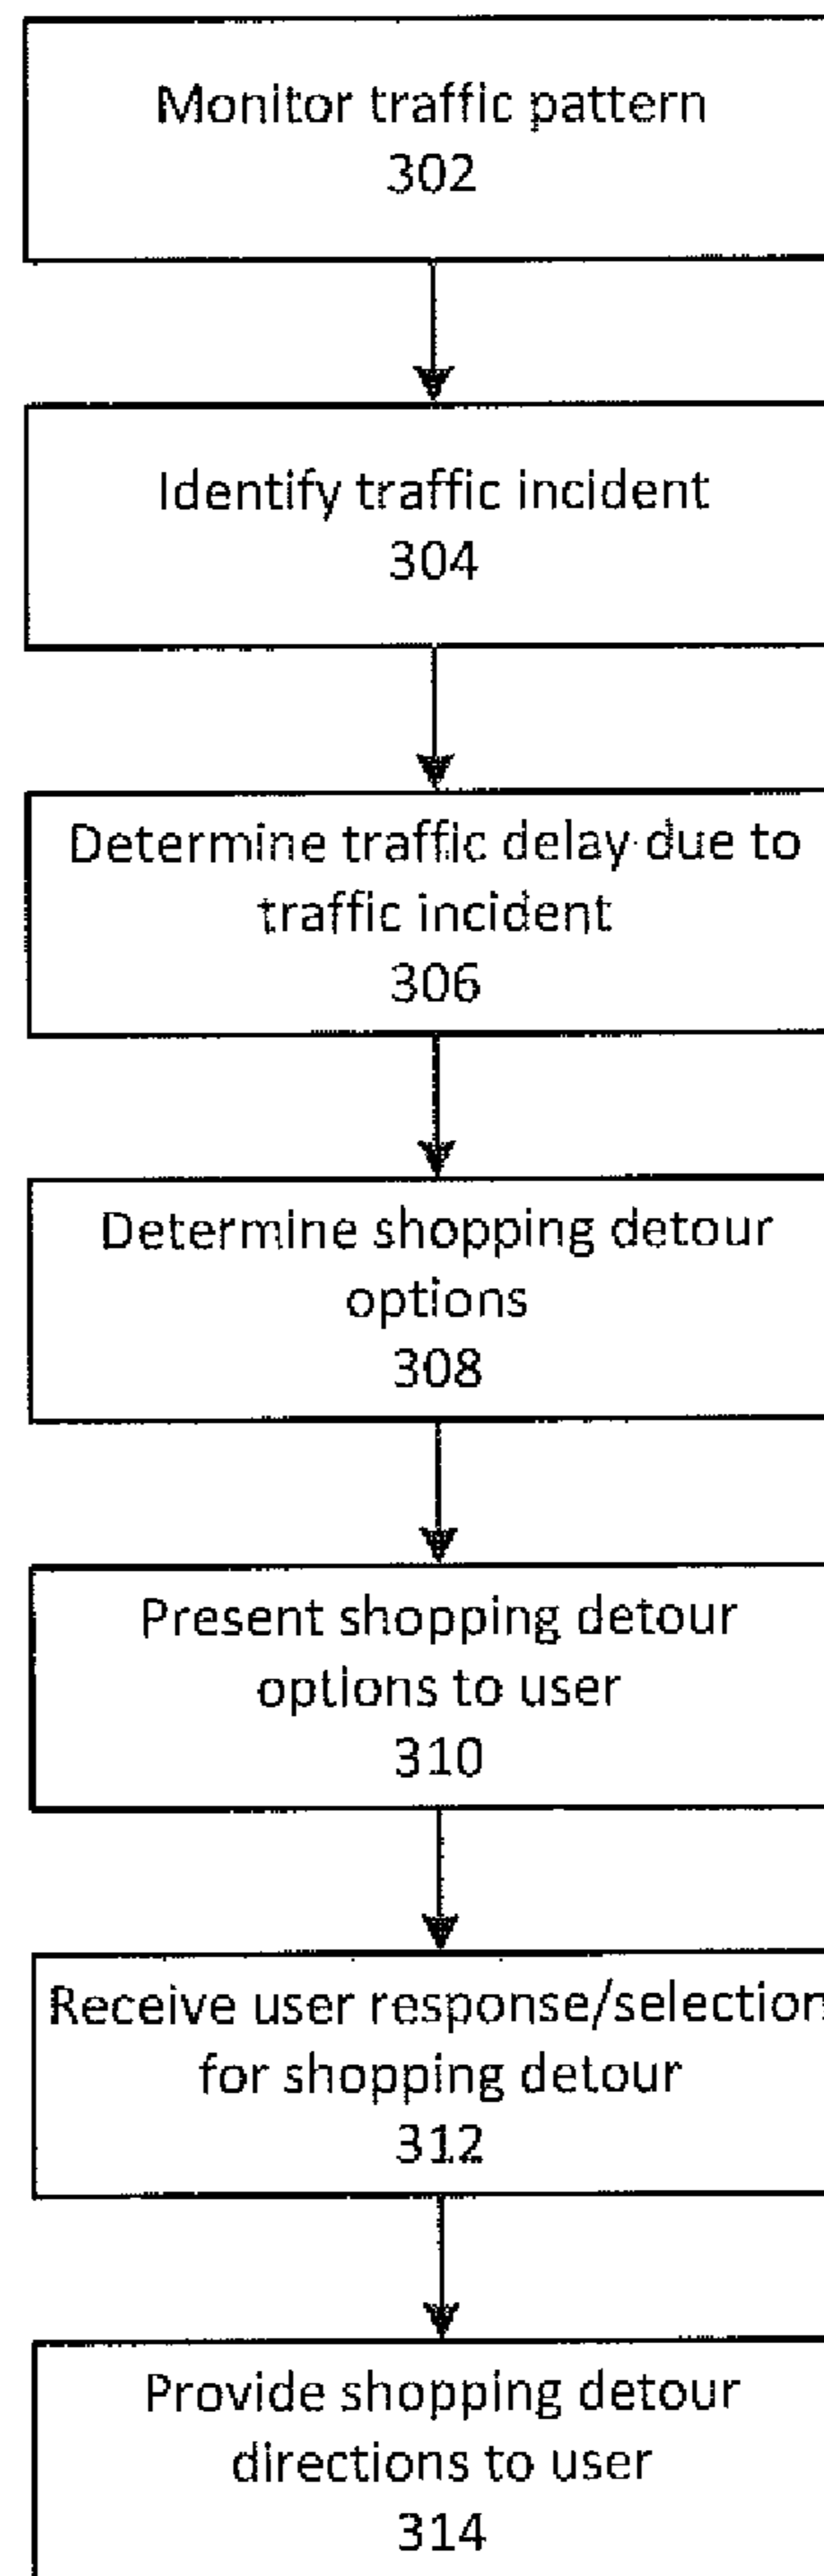 Monitor traffic pattern
302
Identify traffic incident
304
Determine traffic delay due to
traffic incident
306
Determine shopping detour
options
308
Present shopping detour
options to user
310
Receive user response/selection
for shopping detour
312
Provide shopping detour
directions to user
314